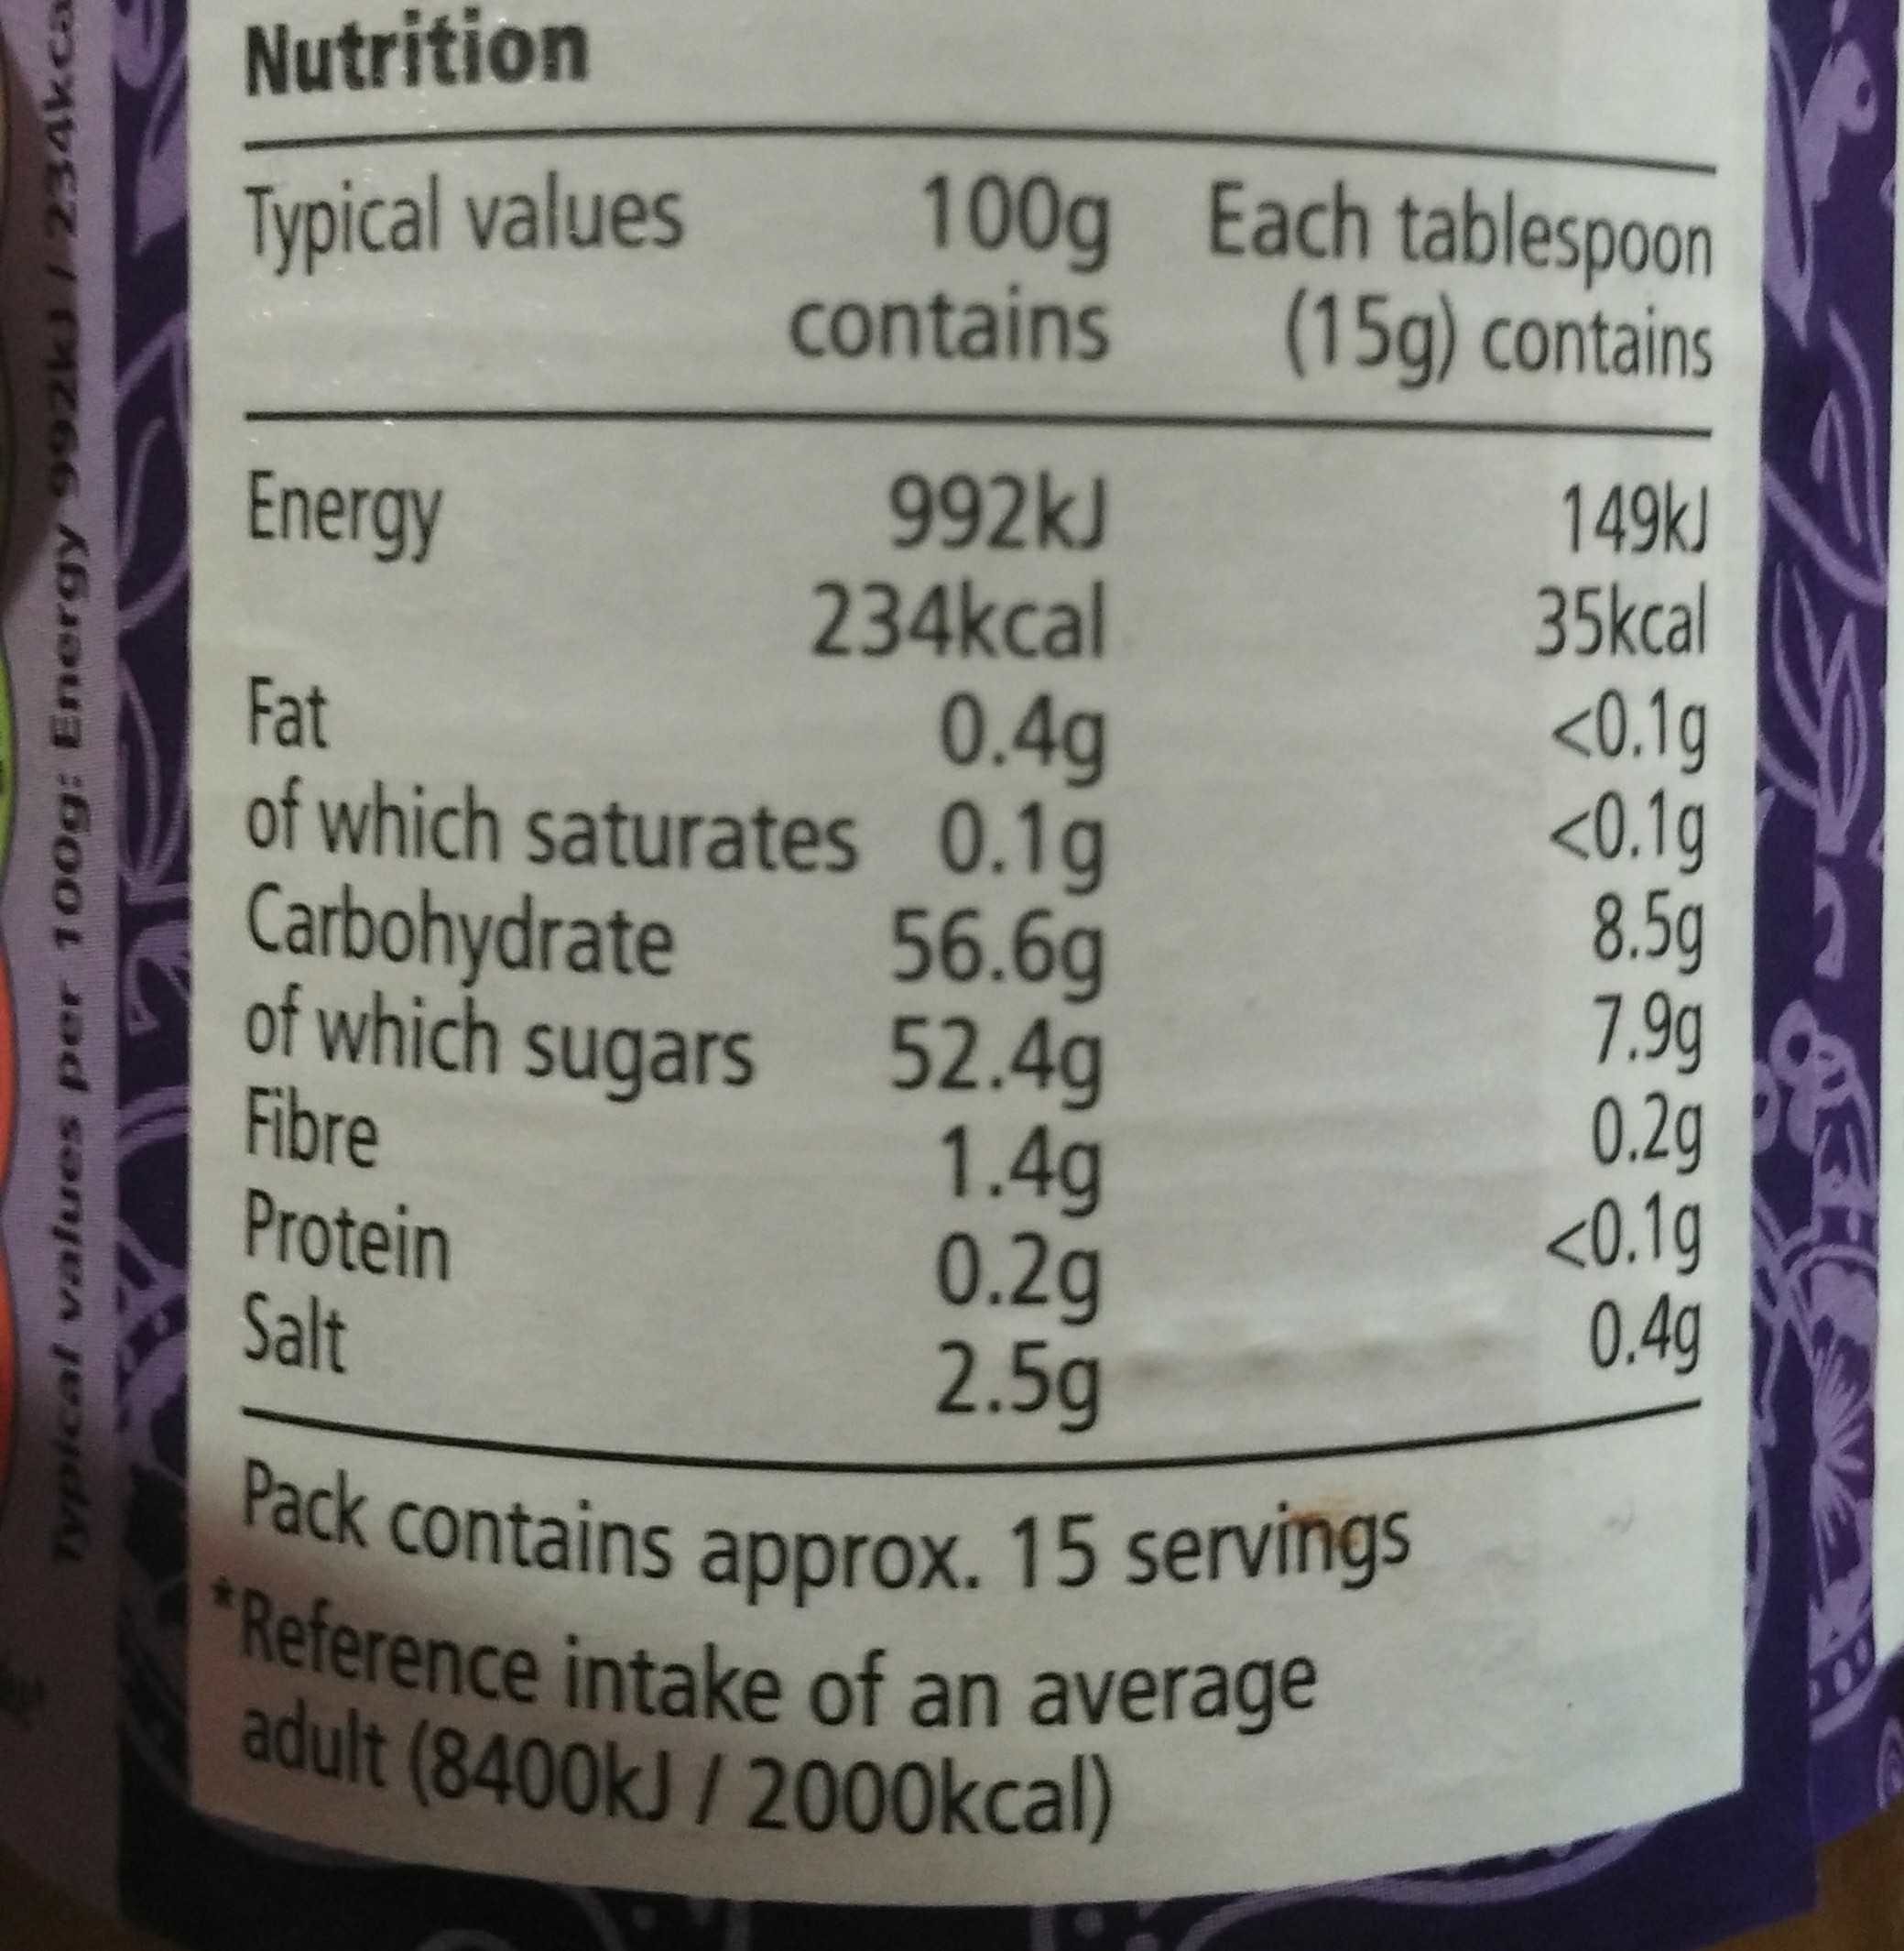 Nutrition
Typical values 100g Each tablespoon
contains (15g) contains
Energy 992kJ 149kJ
234kcal 35kcal
Fat 0.4g <0.1g
of which saturates 0.1g <0.1g
Carbohydrate 56.6g 8.5g
of which sugars 52.4g 7.9g
Fibre 1.4g 0.2g
Protein 0.2g <0.1g
Salt 2.5g 0.4g
Pack contains approx. 15 servings
*Reference intake of an average
adult (8400kJ / 2000kcal)
Typical values per 100g: Energy 992kJ / 234kca